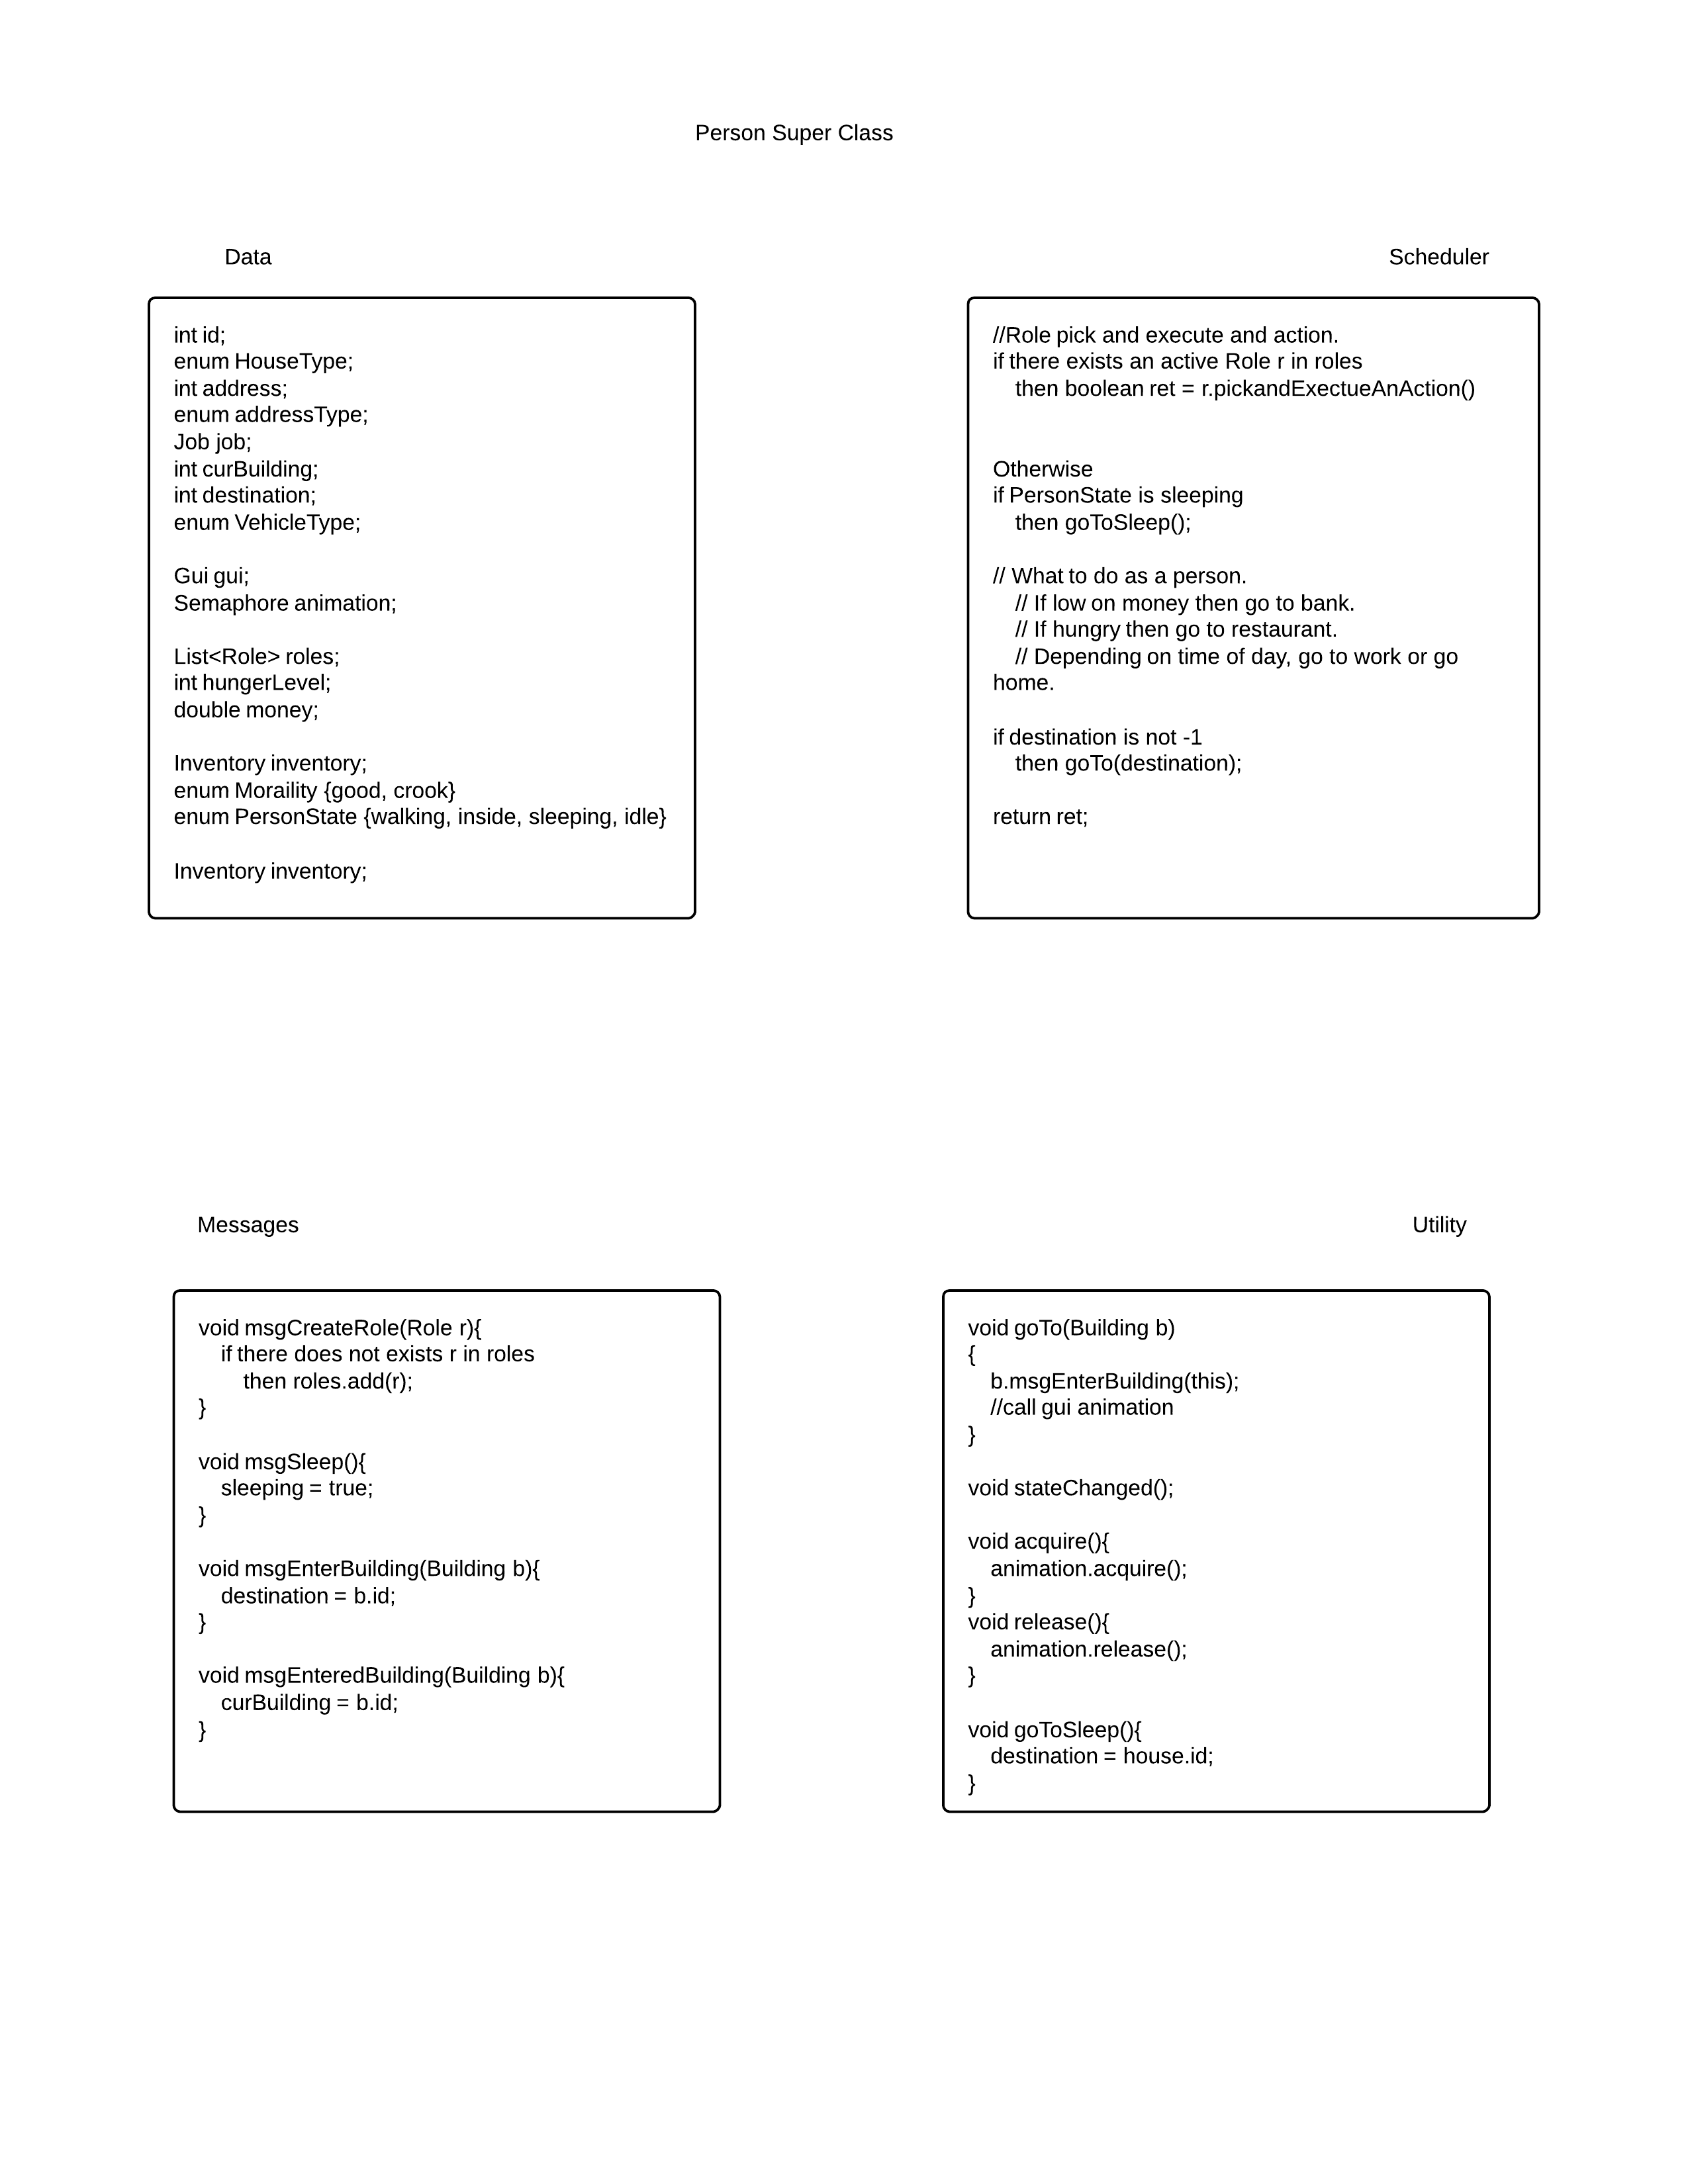 Person Super Class
Data
int id;
enum HouseType;
int address;
enum addressType;
Job job;
int curBuilding;
int destination;
enum VehicleType;
Gui gui;
Semaphore animation;
List<Role> roles;
int hungerLevel;
double money;
Inventory inventory;
enum Moraility {good, crook}
enum PersonState {walking, inside, sleeping, idle}
Inventory inventory;
Scheduler
//Role pick and execute and action.
if there exists an active Role r in roles
then boolean ret = r.pickandExectueAnAction()
Otherwise
if PersonState is sleeping
then goToSleep();
// What to do as a person.
// If low on money then go to bank.
// If hungry then go to restaurant.
// Depending on time of day, go to work or go
home.
if destination is not -1
then goTo(destination);
return ret;
Messages
void msgCreateRole(Role r){
if there does not exists r in roles
then roles.add(r);
}
void msgSleep(){
sleeping = true;
}
void msgEnterBuilding(Building b){
destination = b.id;
}
void msgEnteredBuilding(Building b){
curBuilding = b.id;
}
Utility
void goTo(Building b)
{
b.msgEnterBuilding(this);
//call gui animation
}
void stateChanged();
void acquire(){
animation.acquire();
}
void release(){
animation.release();
}
void goToSleep(){
destination = house.id;
}